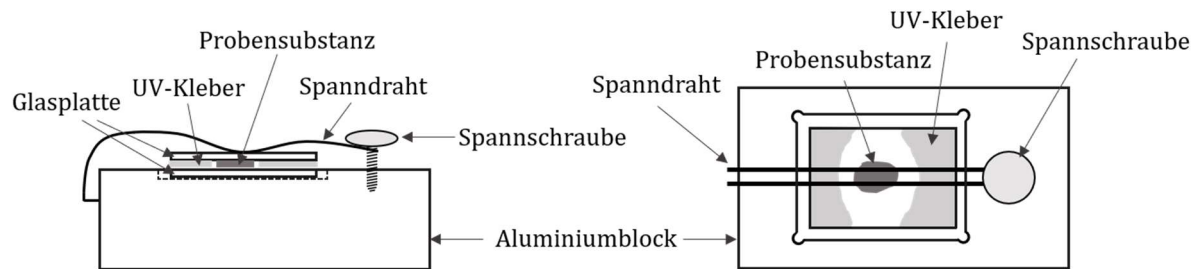 Probensubstanz
UV-Kleber
Spanndraht
Glasplatte
Spannschraube
Aluminiumblock
UV-Kleber
Spannschraube
Probensubstanz
Spanndraht